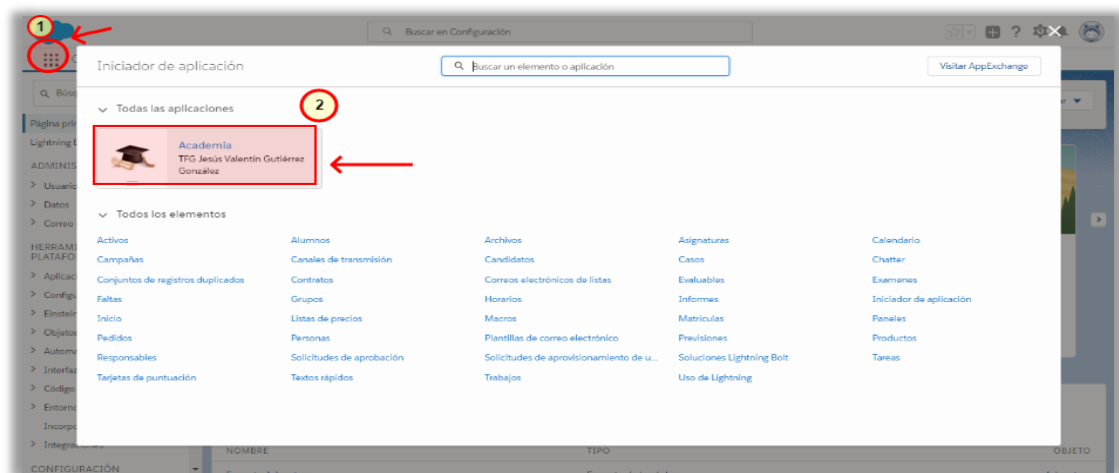 1
Buscar en Configuración
Iniciador de aplicación
Buscar un elemento o aplicación
Visitar AppExchange
Todas las aplicaciones
2
Academia
TFG Jesús Valentín Gutiérrez
González
Todos los elementos
Activos
Alumnos
Archivos
Asignaturas
Calendario
Campañas
Canales de transmisión
Candidatos
Casos
Chatter
Conjuntos de registros duplicados
Contratos
Correos electrónicos de listas
Evaluables
Examenes
Faltas
Grupos
Horarios
Informes
Iniciador de aplicación
Inicio
Listas de precios
Macros
Matriculas
Paneles
Pedidos
Personas
Plantillas de correo electrónico
Previsiones
Productos
Responsables
Solicitudes de aprobación
Solicitudes de aprovisionamiento de u...
Soluciones Lightning Bolt
Tareas
Tarjetas de puntuación
Textos rápidos
Trabajos
Uso de Lightning
Página
Lightning
ADMINIS
Usuario
Datos
Correo
HERRAMI
PLATAFO
Aplicac
Configu
Einstein
Objetos
Automa
Interfaz
Código
Entorno
Incorpo
NOMBRE
TIPO
OBJETO
CONFIGURACIÓN